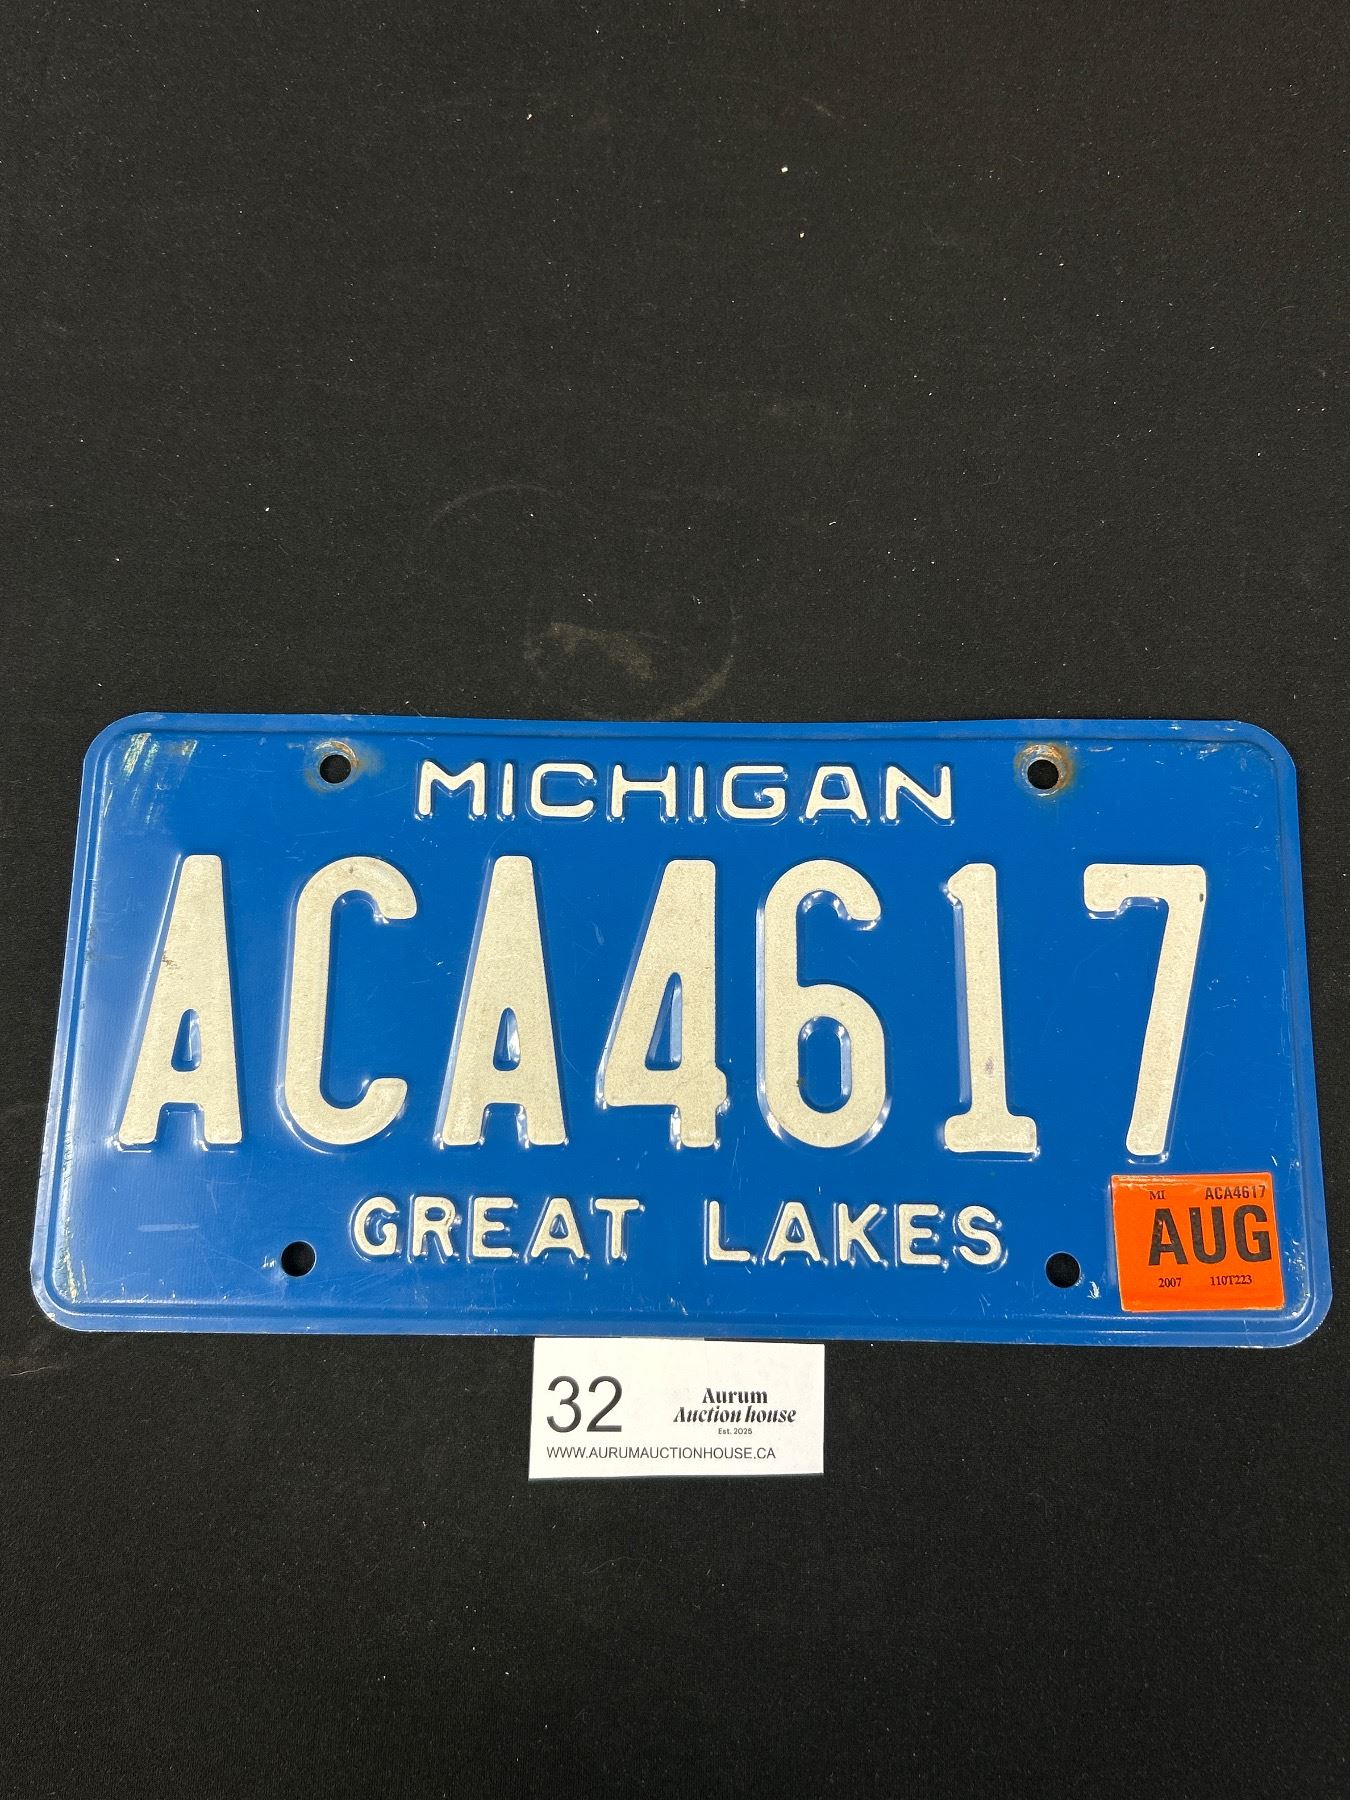 MICHIGAN
ACA4617
GREAT LAKES
MI ACA4617
AUG
2007 110T223
32
Aurum
Auction house
Est. 2025
WWW.AURUMAUCTIONHOUSE.CA